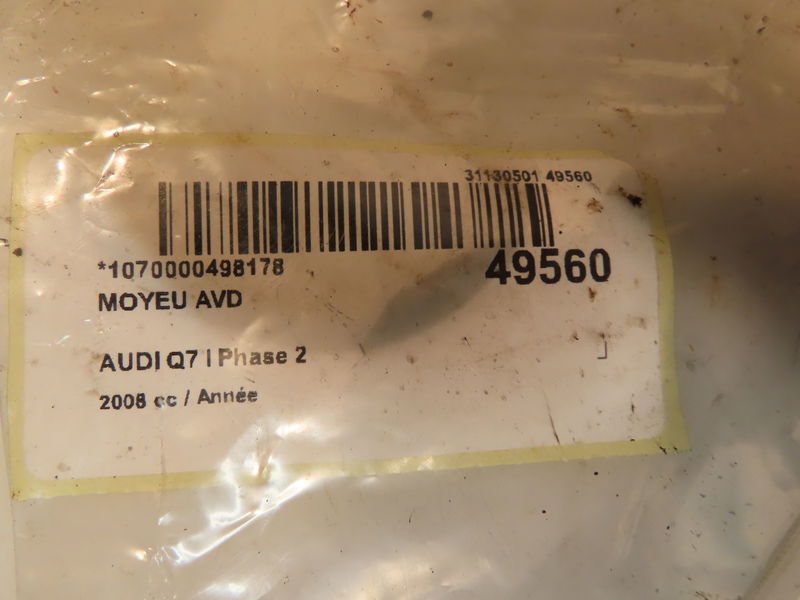 31130501 49560
*1070000498178
49560
MOYEU AVD
AUDI Q7 I Phase 2
2008 cc / Année